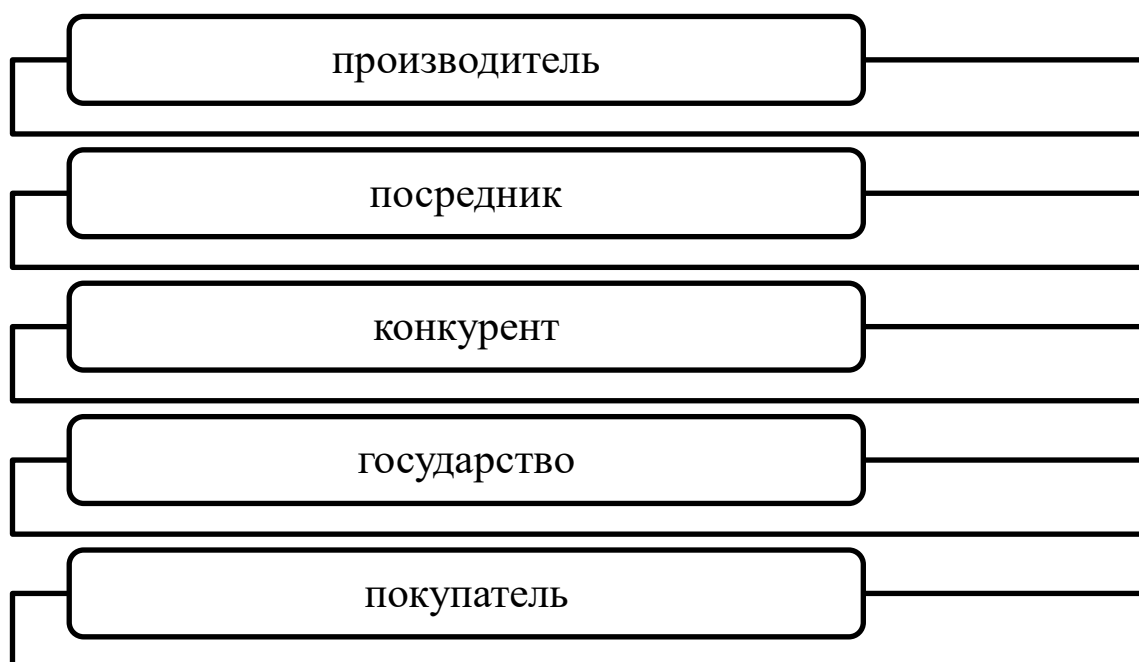 производитель
посредник
конкурент
государство
покупатель